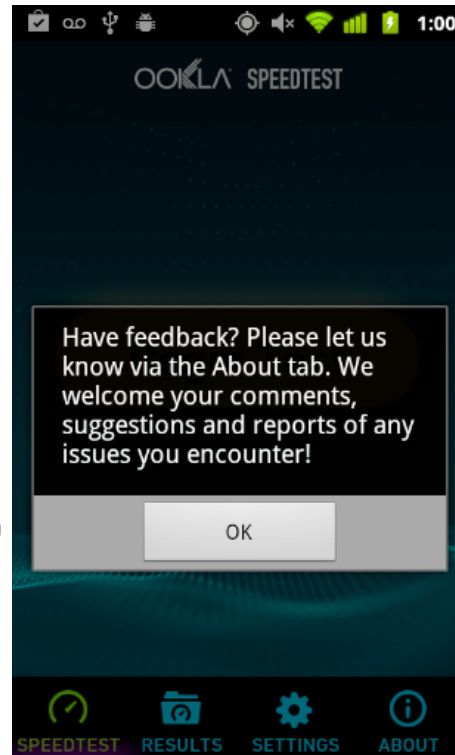 1:00
OOKLA SPEEDTEST
Have feedback? Please let us
know via the About tab. We
welcome your comments,
suggestions and reports of any
issues you encounter!
OK
SPEEDTEST RESULTS SETTINGS ABOUT